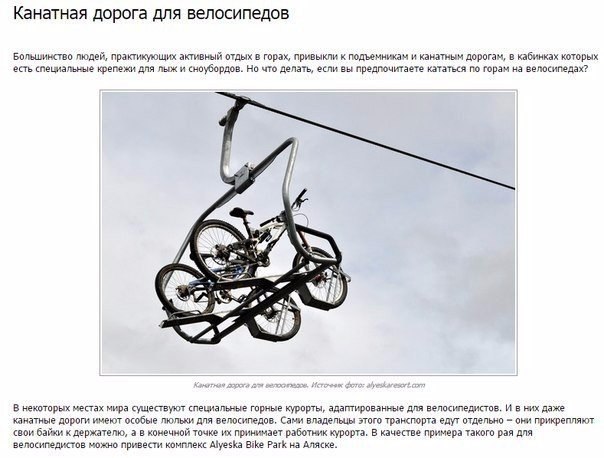 Канатная дорога для велосипедов
Большинство людей, практикующих активный отдых в горах, привыкли к подъемникам и канатным дорогам, в кабинках которых
есть специальные крепежи для лыж и сноубордов. Но что делать, если вы предпочитаете кататься по горам на велосипедах?
Канатная дорога для велосипедов. Источник фото: alyeskaresort.com
В некоторых местах мира существуют специальные горные курорты, адаптированные для велосипедистов. И в них даже
канатные дороги имеют особые люльки для велосипедов. Сами владельцы этого транспорта едут отдельно – они прикрепляют
свои байки к держателю, а в конечной точке их принимает работник курорта. В качестве примера такого рая для
велосипедистов можно привести комплекс Alyeska Bike Park на Аляске.